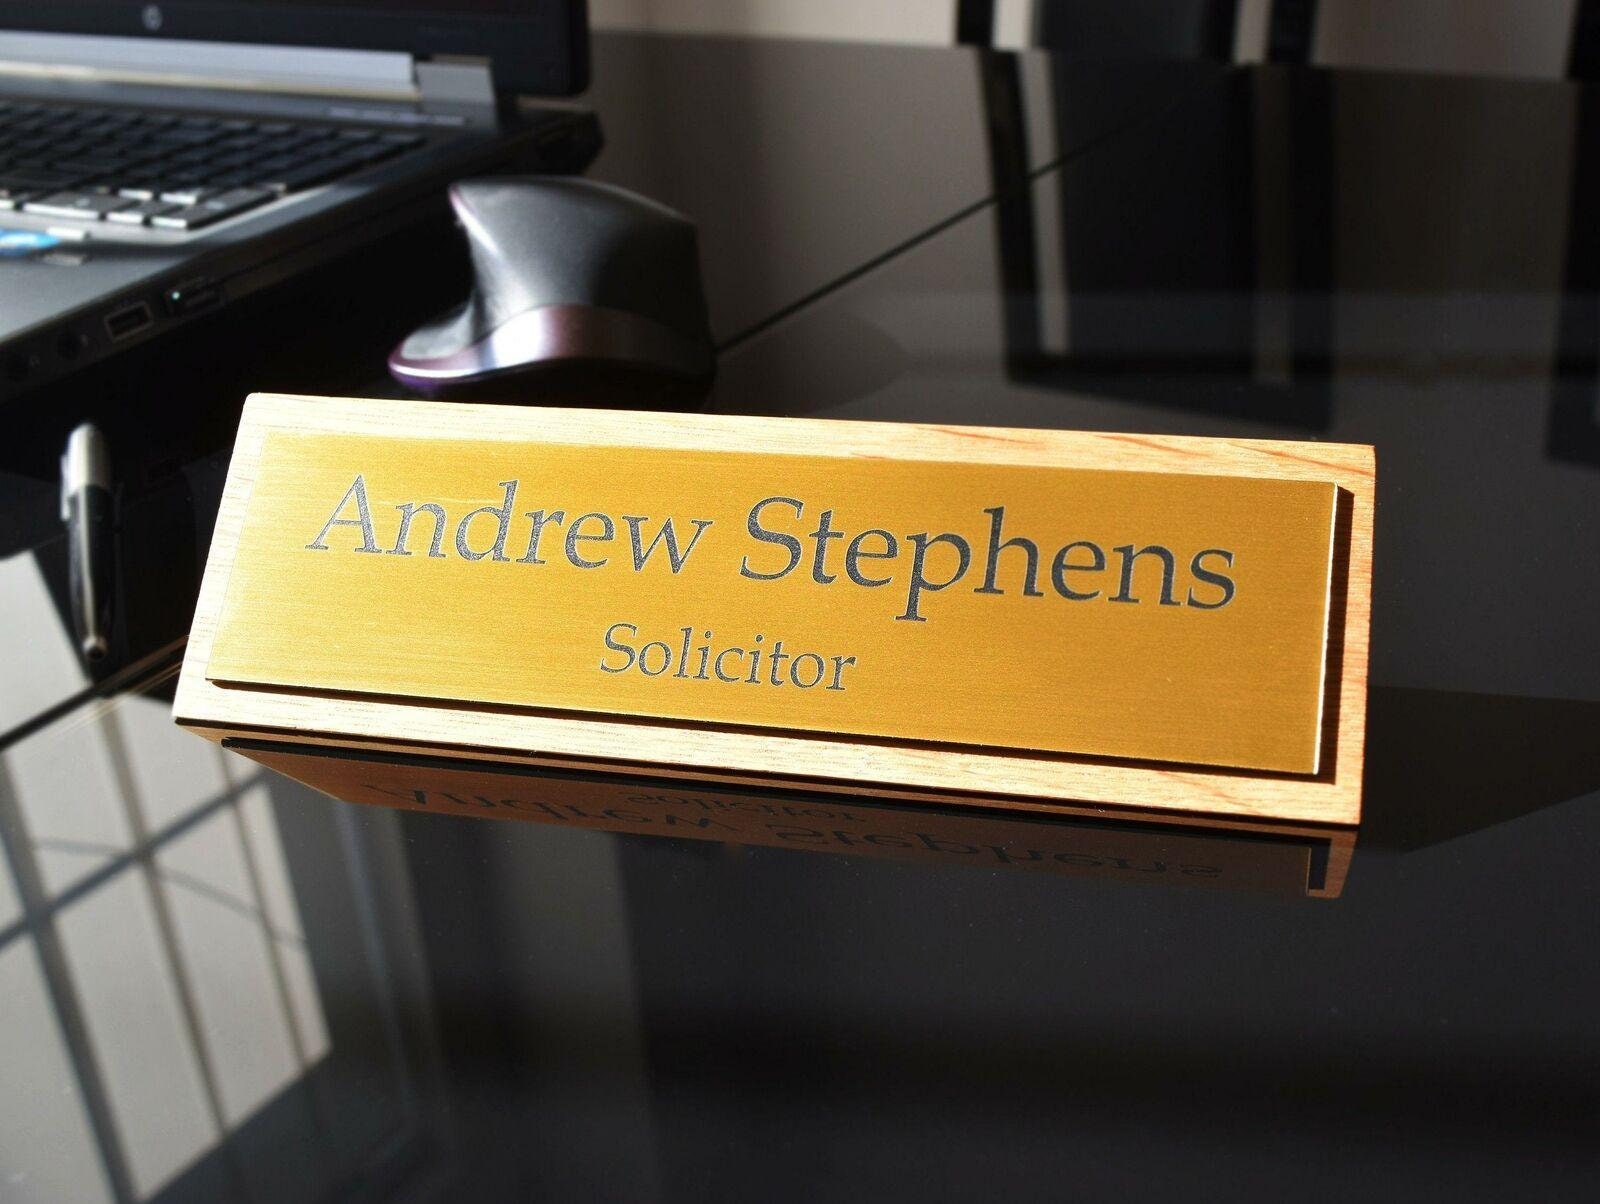 Andrew Stephens
Solicitor